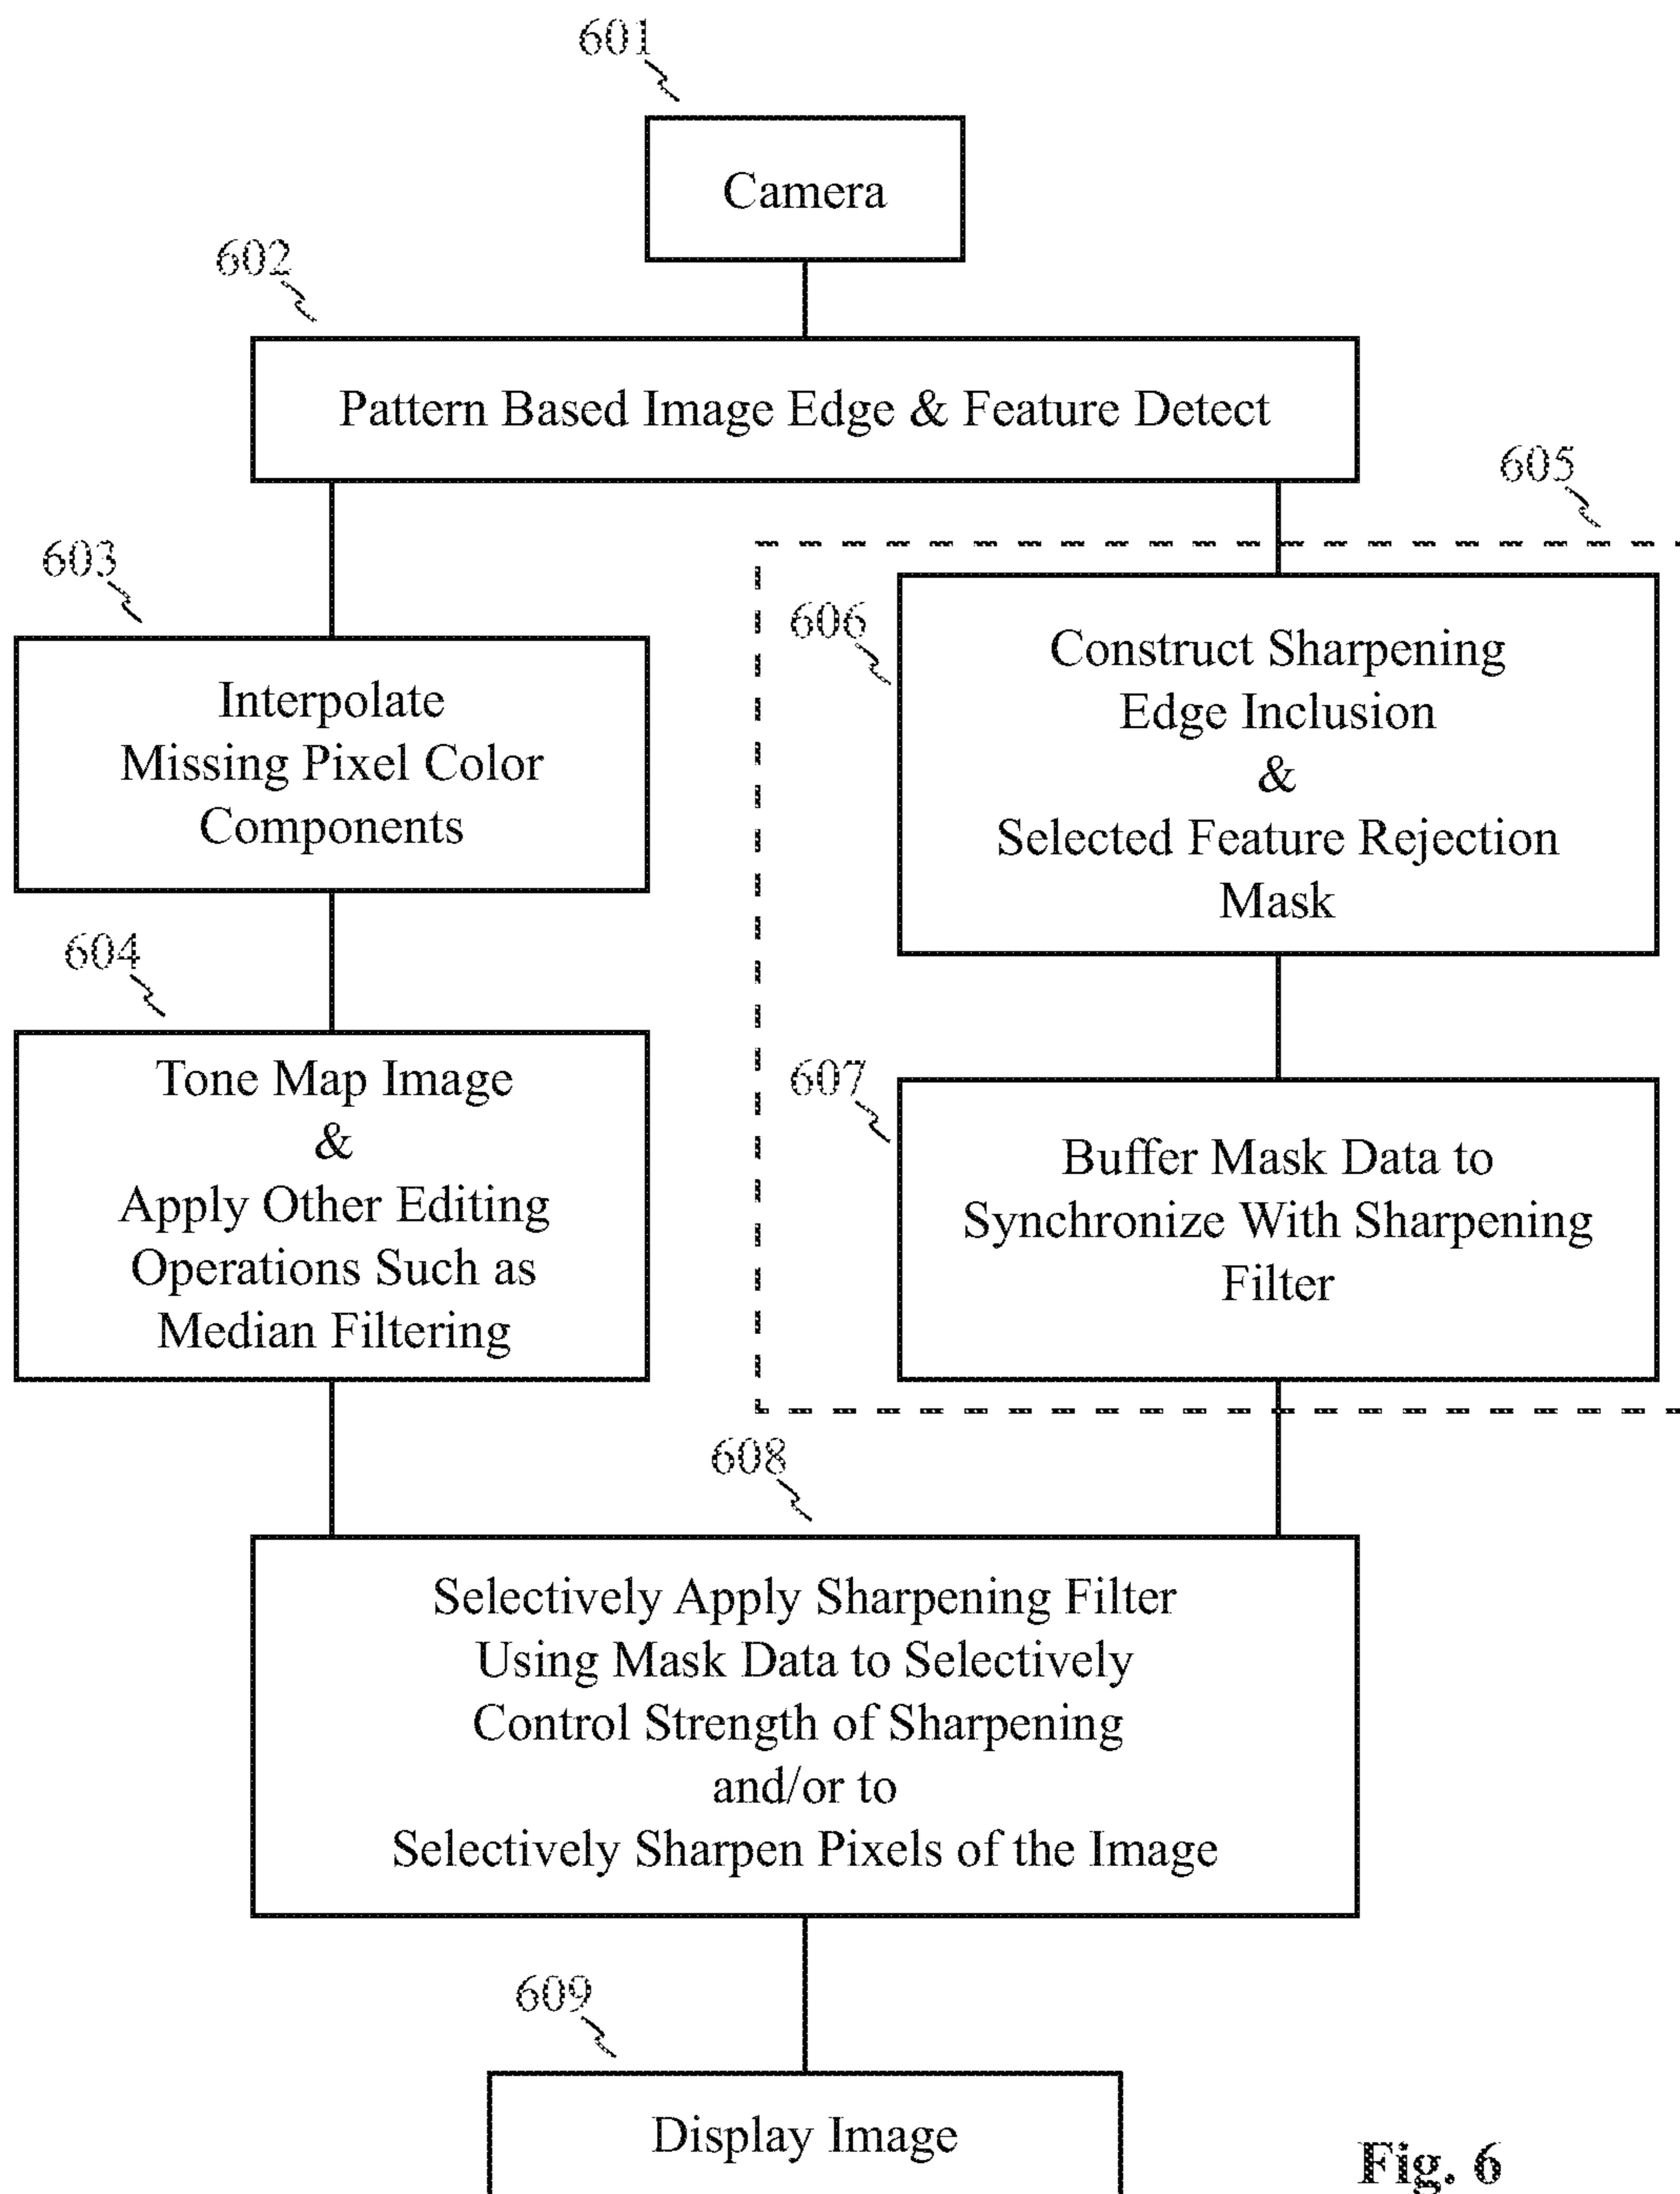 601
Camera
602
Pattern Based Image Edge & Feature Detect
605
603
Interpolate
Missing Pixel Color
Components
606
Construct Sharpening
Edge Inclusion
&
Selected Feature Rejection
Mask
604
Tone Map Image
&
Apply Other Editing
Operations Such as
Median Filtering
607
Buffer Mask Data to
Synchronize With Sharpening
Filter
608
Selectively Apply Sharpening Filter
Using Mask Data to Selectively
Control Strength of Sharpening
and/or to
Selectively Sharpen Pixels of the Image
609
Display Image
Fig. 6